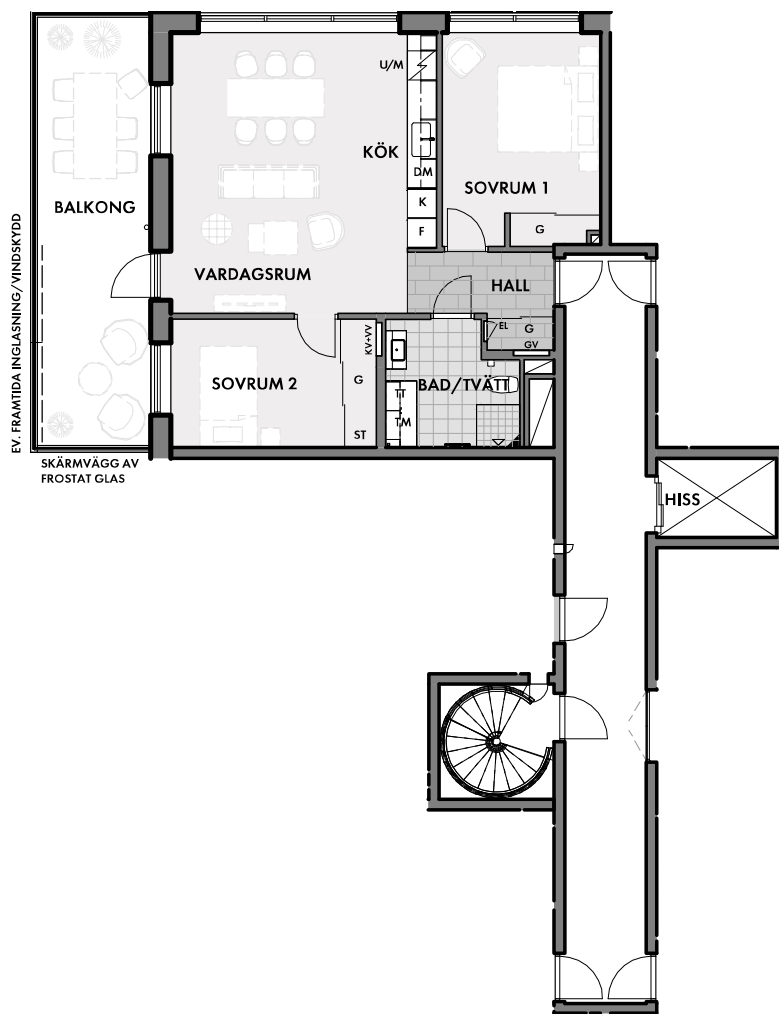 U/M
K
KÖK
DM
SOVRUM 1
BALKONG
K
G
F
VARDAGSRUM
HALL
EV. FRAMTIDA INGLASNING/VINDSKYDD
KV+VV
EL
G
GV
SOVRUM 2
G
BAD/TVÄTT
TT
TM
ST
SKÄRMVÄGG AV
FROSTAT GLAS
HISS